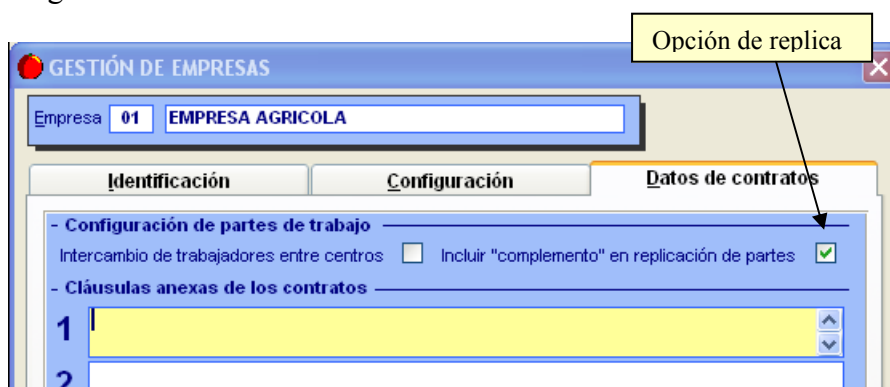 Opción de replica
GESTIÓN DE EMPRESAS
Empresa 01 EMPRESA AGRICOLA
Identificación Configuración Datos de contratos
- Configuración de partes de trabajo
Intercambio de trabajadores entre centros Incluir "complemento" en replicación de partes
- Cláusulas anexas de los contratos
1
2